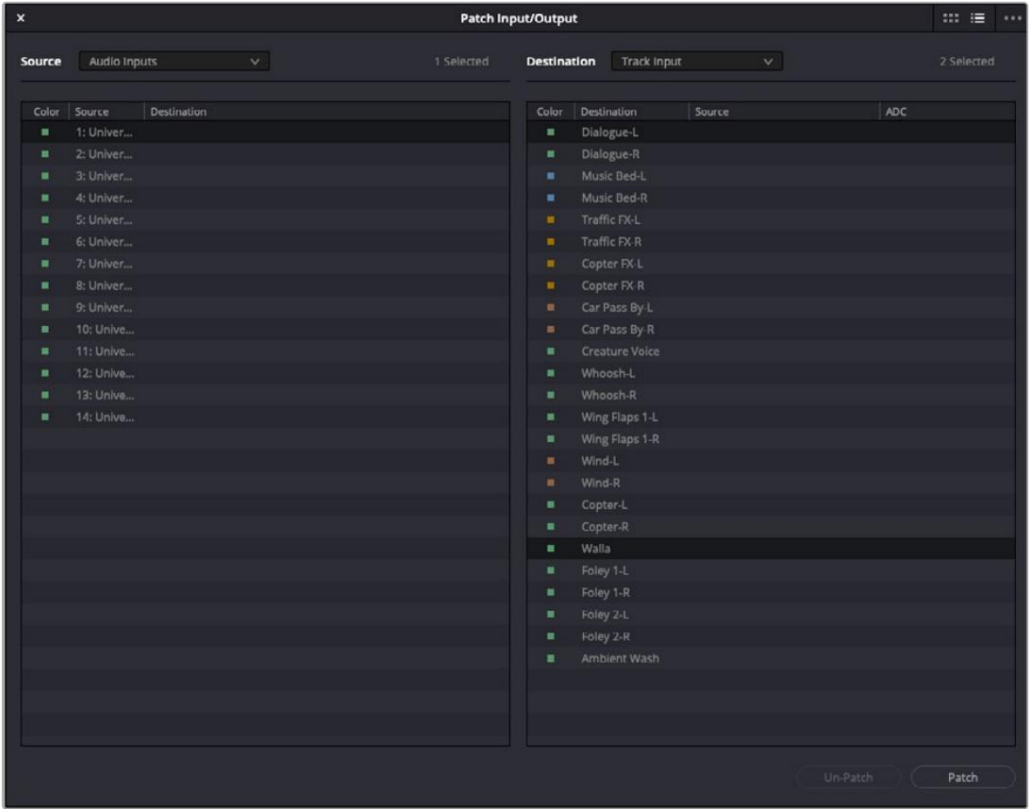 × Patch Input/Output
Source Audio Inputs 1 Selected
Destination Track Input 2 Selected
Color Source Destination
1: Univer...
2: Univer...
3: Univer...
4: Univer...
5: Univer...
6: Univer...
7: Univer...
8: Univer...
9: Univer...
10: Unive...
11: Unive...
12: Unive...
13: Unive...
14: Unive...
Color Destination Source ADC
Dialogue-L
Dialogue-R
Music Bed-L
Music Bed-R
Traffic FX-L
Traffic FX-R
Copter FX-L
Copter FX-R
Car Pass By-L
Car Pass By-R
Creature Voice
Whoosh-L
Whoosh-R
Wing Flaps 1-L
Wing Flaps 1-R
Wind-L
Wind-R
Copter-L
Copter-R
Walla
Foley 1-L
Foley 1-R
Foley 2-L
Foley 2-R
Ambient Wash
Un-Patch Patch